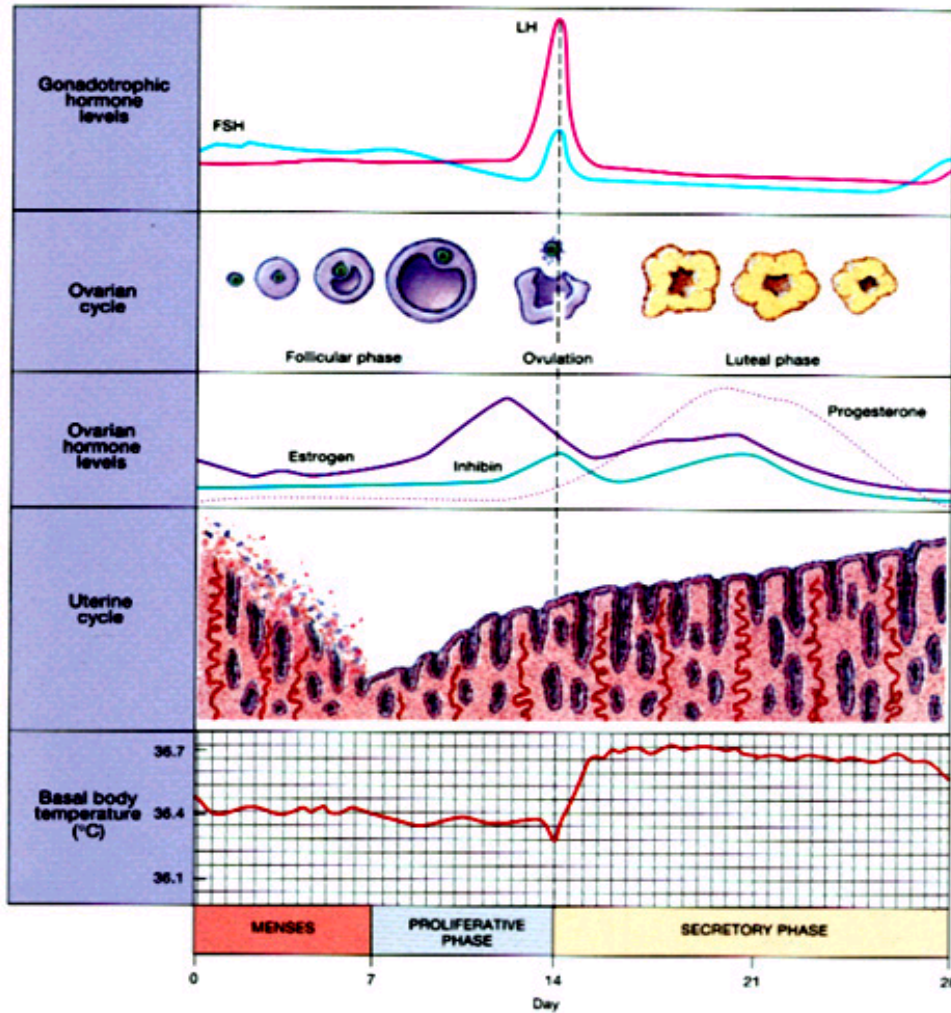 Gonadotrophic
hormone
levels
LH
FSH
Ovarian
cycle
Follicular phase
Ovulation
Luteal phase
Ovarian
hormone
levels
Estrogen
Inhibin
Progesterone
Uterine
cycle
Basal body
temperature
(°C)
36.7
36.4
36.1
MENSES
PROLIFERATIVE
PHASE
SECRETORY PHASE
0
7
14
21
Day